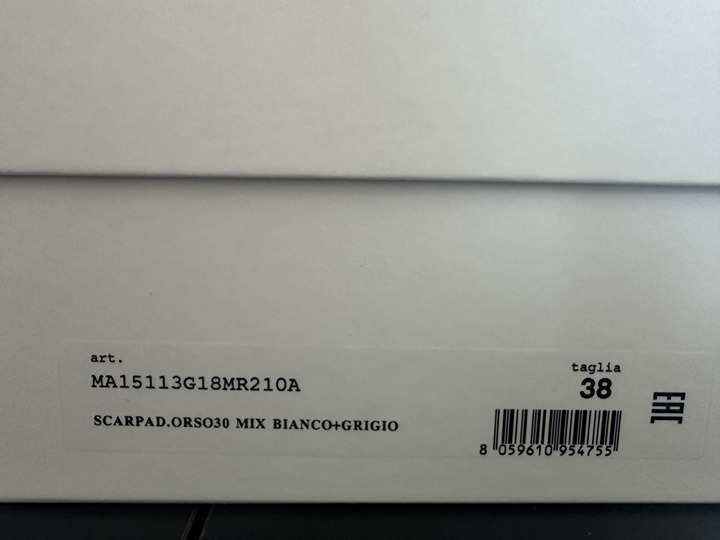 art.
MA15113G18MR210A
SCARPAD.ORSO30 MIX BIANCO+GRIGIO
taglia
38
EAC
8 059610 954755